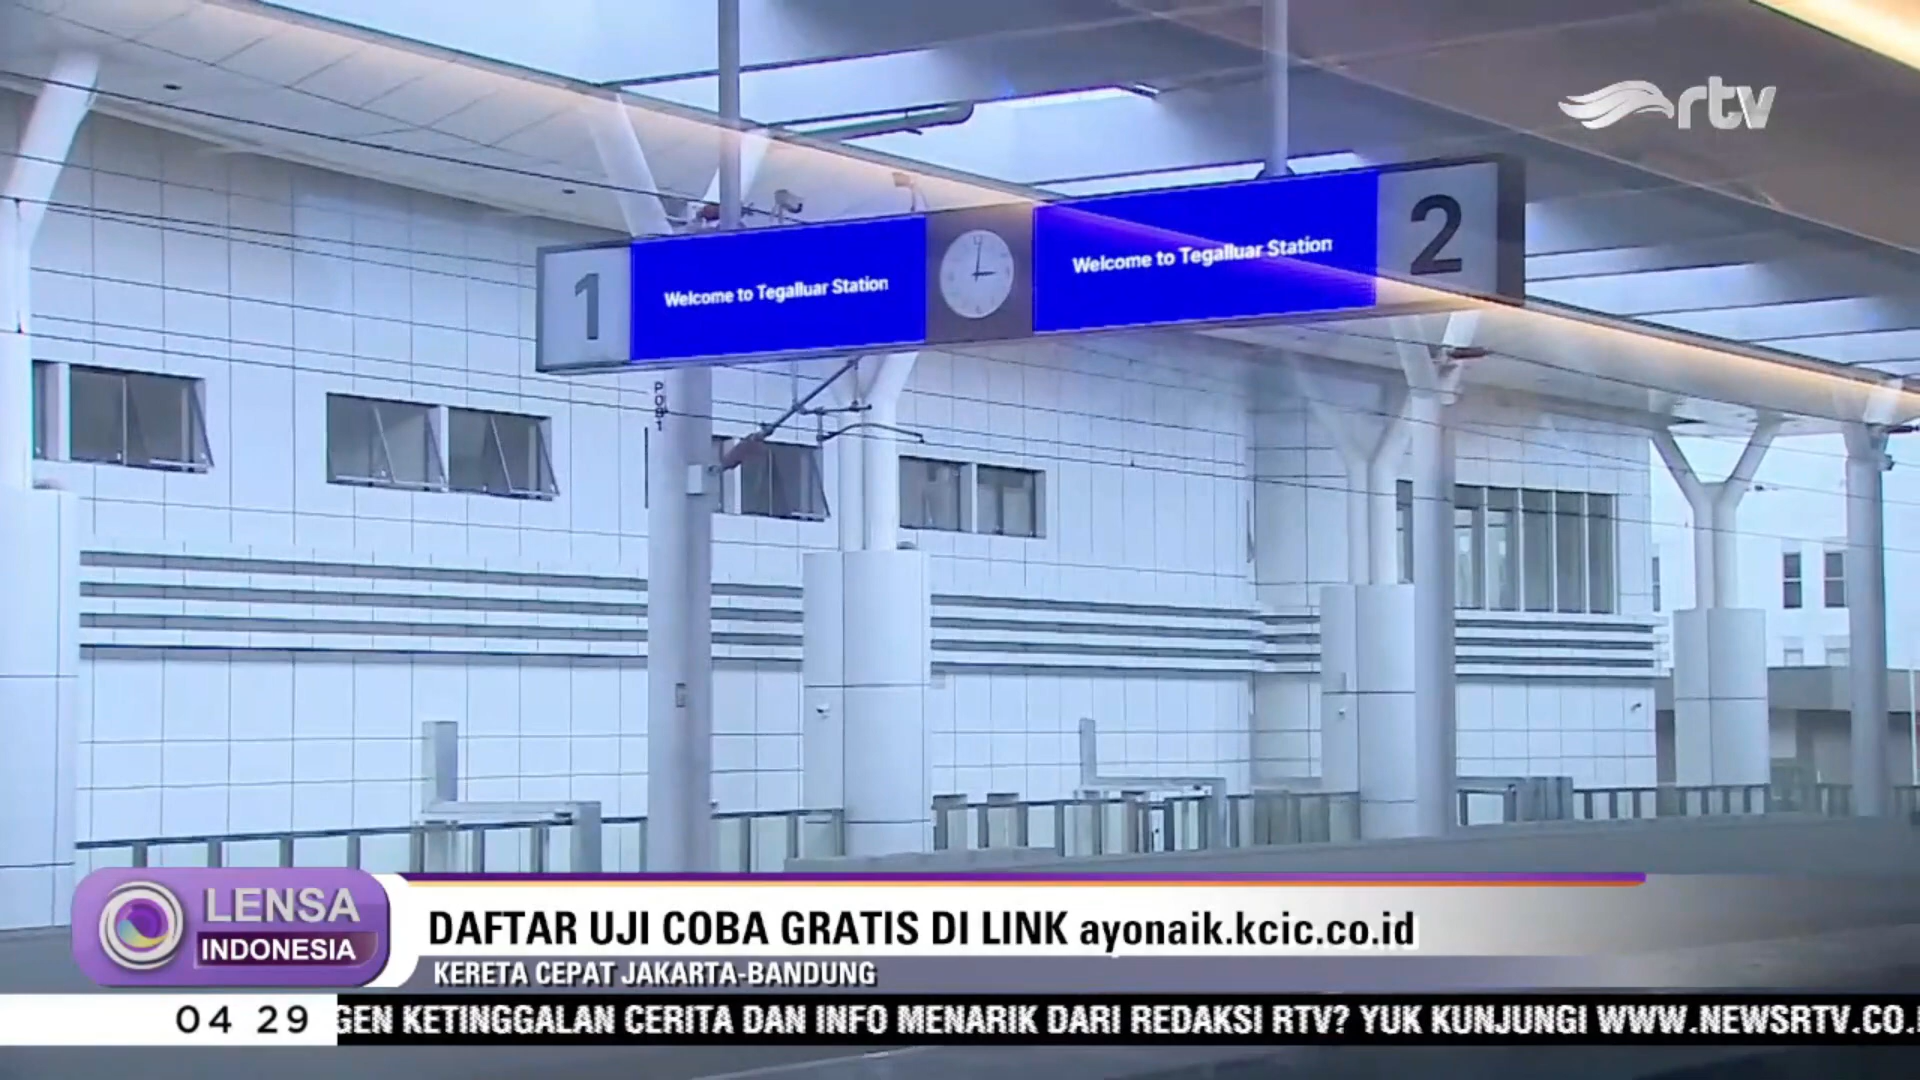 rtv
1
Welcome to Tegalluar Station
Welcome to Tegalluar Station
2
P091
LENSA
INDONESIA
DAFTAR UJI COBA GRATIS DI LINK ayonaik.kcic.co.id
KERETA CEPAT JAKARTA-BANDUNG
04 29
GEN KETINGGALAN CERITA DAN INFO MENARIK DARI REDAKSI RTV? YUK KUNJUNGI WWW.NEWSRTV.CO.